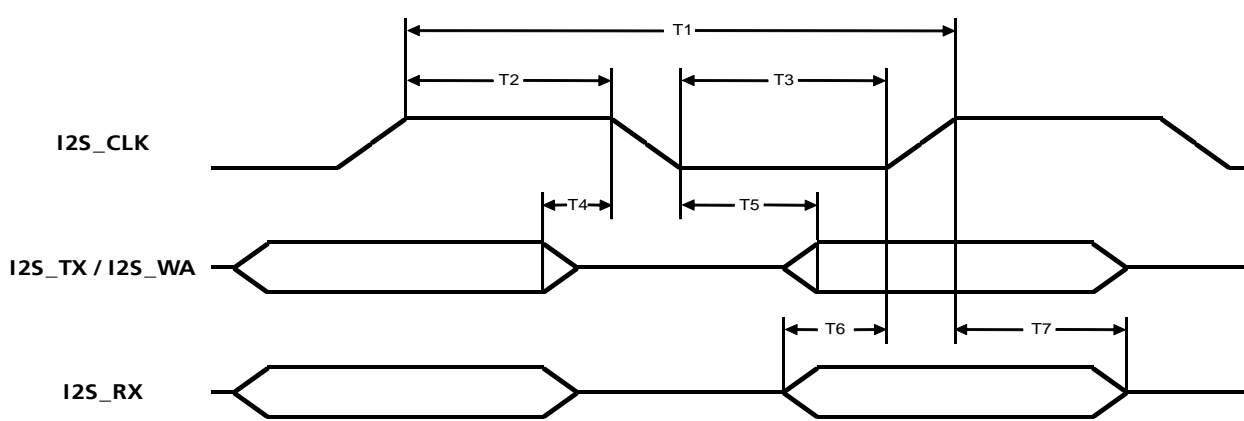 T1
T2
T3
I2S_CLK
T4
T5
I2S_TX / I2S_WA
T6
T7
I2S_RX